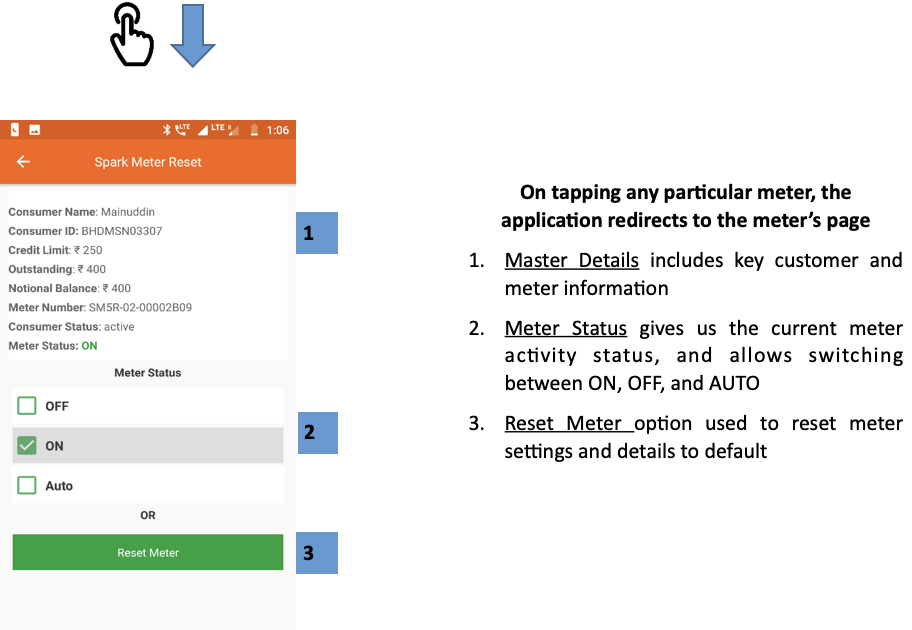 LTE LTE R 1:06
Spark Meter Reset
Consumer Name: Mainuddin
Consumer ID: BHDMSN03307
Credit Limit: ₹ 250
Outstanding: ₹ 400
Notional Balance: ₹ 400
Meter Number: SM5R-02-00002B09
Consumer Status: active
Meter Status: ON
Meter Status
OFF
ON
Auto
OR
Reset Meter
1
2
3
On tapping any particular meter, the
application redirects to the meter’s page
1. Master Details includes key customer and
meter information
2. Meter Status gives us the current meter
activity status, and allows switching
between ON, OFF, and AUTO
3. Reset Meter option used to reset meter
settings and details to default